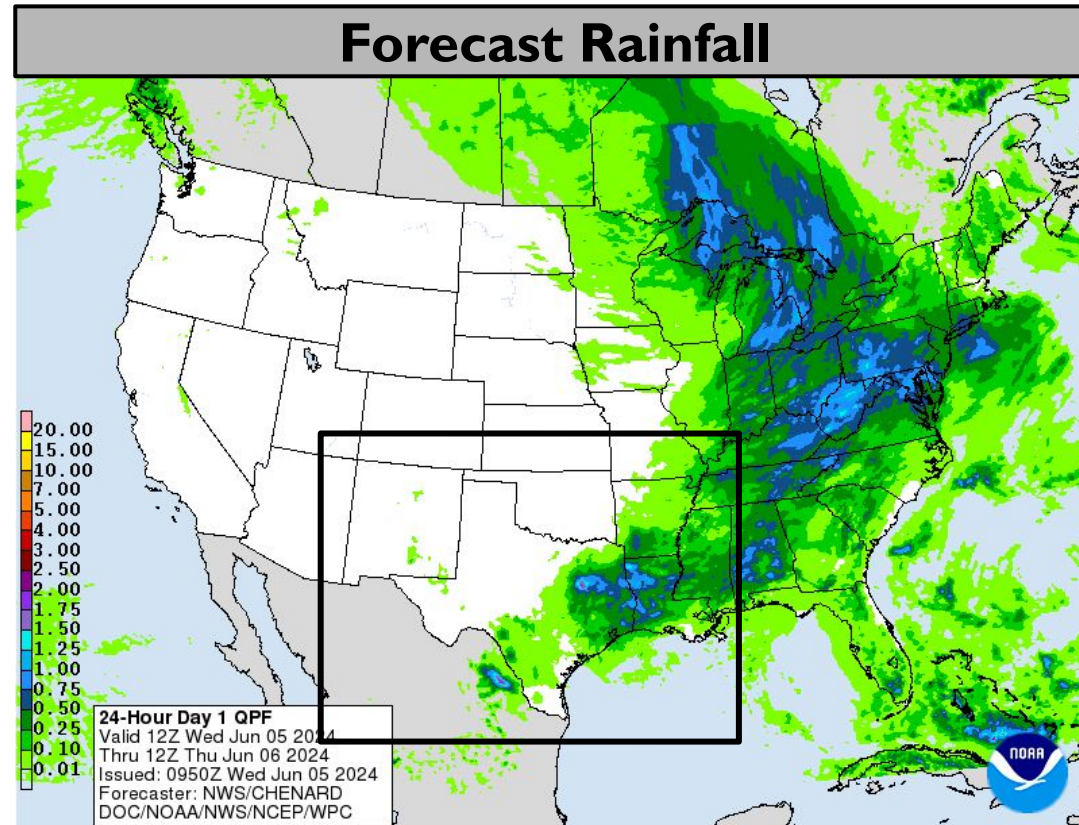 Forecast Rainfall
20.00
15.00
10.00
7.00
5.00
4.00
3.00
2.50
2.00
1.75
1.50
1.25
1.00
0.75
0.50
0.25
0.10
0.01
24-Hour Day 1 QPF
Valid 12Z Wed Jun 05 2024
Thru 12Z Thu Jun 06 2024
Issued: 0950Z Wed Jun 05 2024
Forecaster: NWS/CHENARD
DOC/NOAA/NWS/NCEP/WPC
NOAA